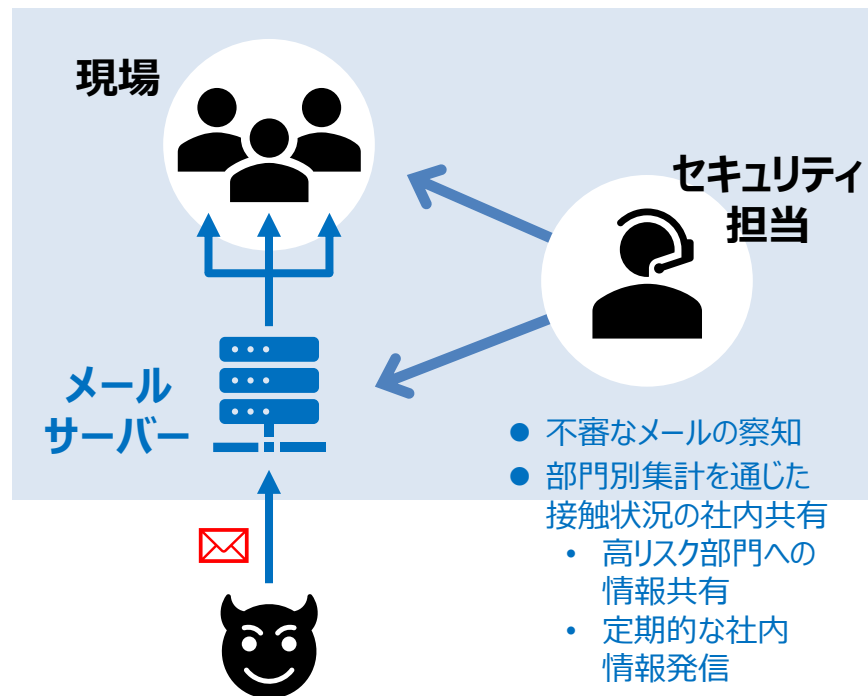 現場
セキュリティ
担当
メール
サーバー
● 不審なメールの察知
● 部門別集計を通じた
接触状況の社内共有
• 高リスク部門への
情報共有
• 定期的な社内
情報発信